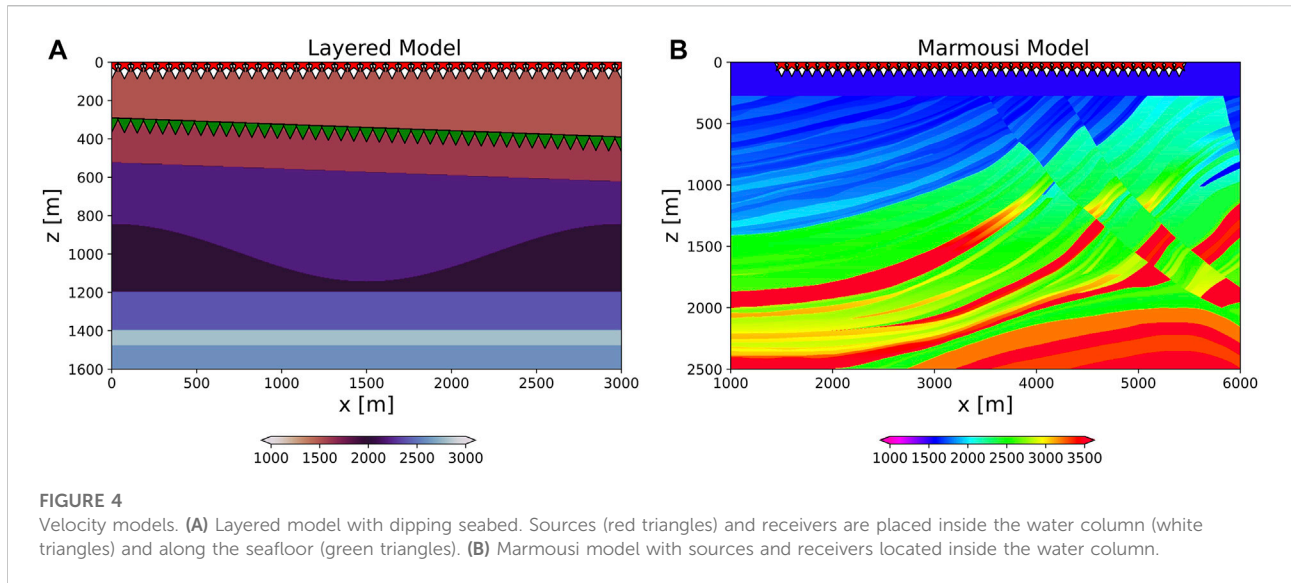 A
Layered Model
0
200
400
600
800
1000
1200
1400
1600
z [m]
0 500 1000 1500 2000 2500 3000
x [m]
1000 1500 2000 2500 3000
B
Marmousi Model
0
500
1000
1500
2000
2500
z [m]
1000 2000 3000 4000 5000 6000
x [m]
1000 1500 2000 2500 3000 3500
FIGURE 4
Velocity models. (A) Layered model with dipping seabed. Sources (red triangles) and receivers are placed inside the water column (white
triangles) and along the seafloor (green triangles). (B) Marmousi model with sources and receivers located inside the water column.